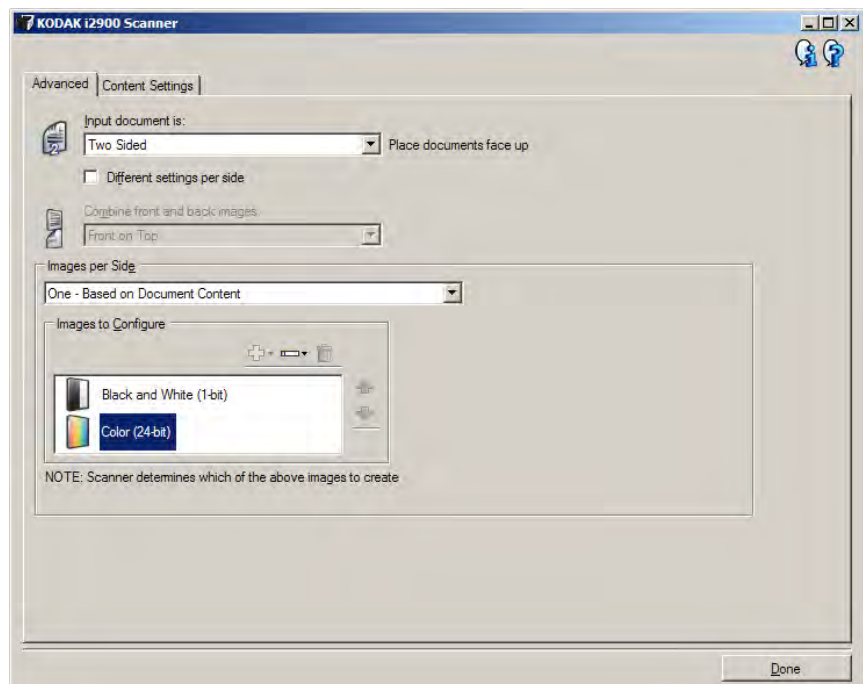 KODAK i2900 Scanner
Advanced
Content Settings
Input document is:
Two Sided
Place documents face up
Different settings per side
Combine front and back images:
Front on Top
Images per Side
One - Based on Document Content
Images to Configure
Black and White (1-bit)
Color (24-bit)
NOTE: Scanner determines which of the above images to create
Done